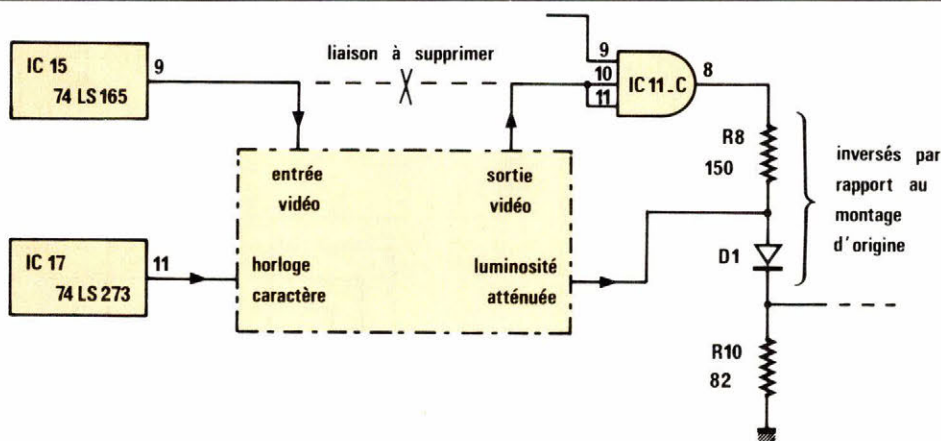 IC 15
74 LS 165
9
liaison à supprimer
9
10
11
IC 11_C
8
R8
150
inversés par
rapport au
montage
d'origine
entrée
vidéo
sortie
vidéo
D1
IC 17
74 LS 273
11
horloge
caractère
luminosité
atténuée
R10
82